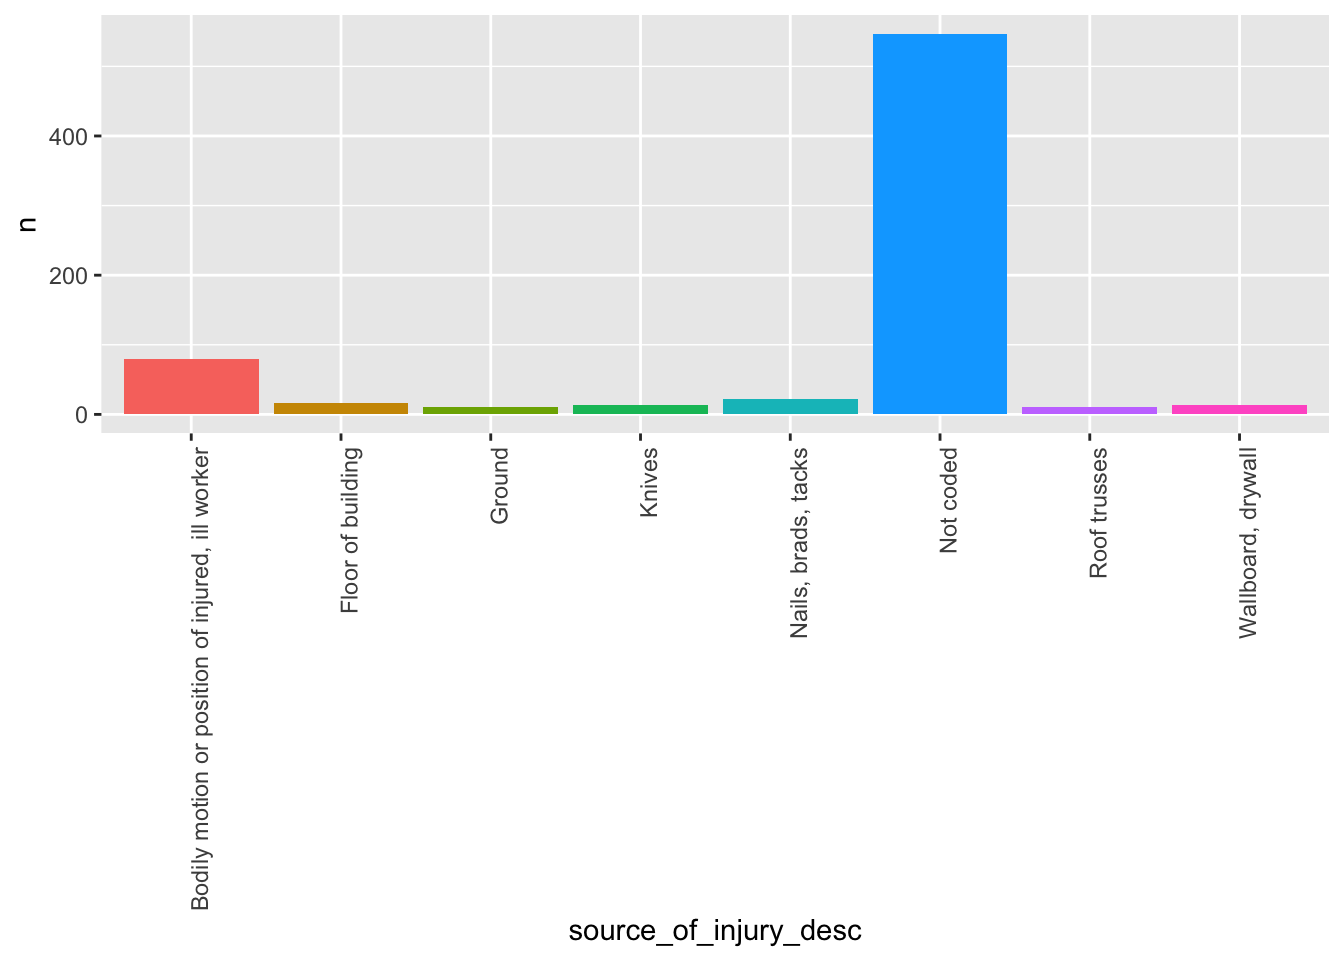 n
400
200
0
Bodily motion or position of injured, ill worker
Floor of building
Ground
Knives
Nails, brads, tacks
Not coded
Roof trusses
Wallboard, drywall
source_of_injury_desc